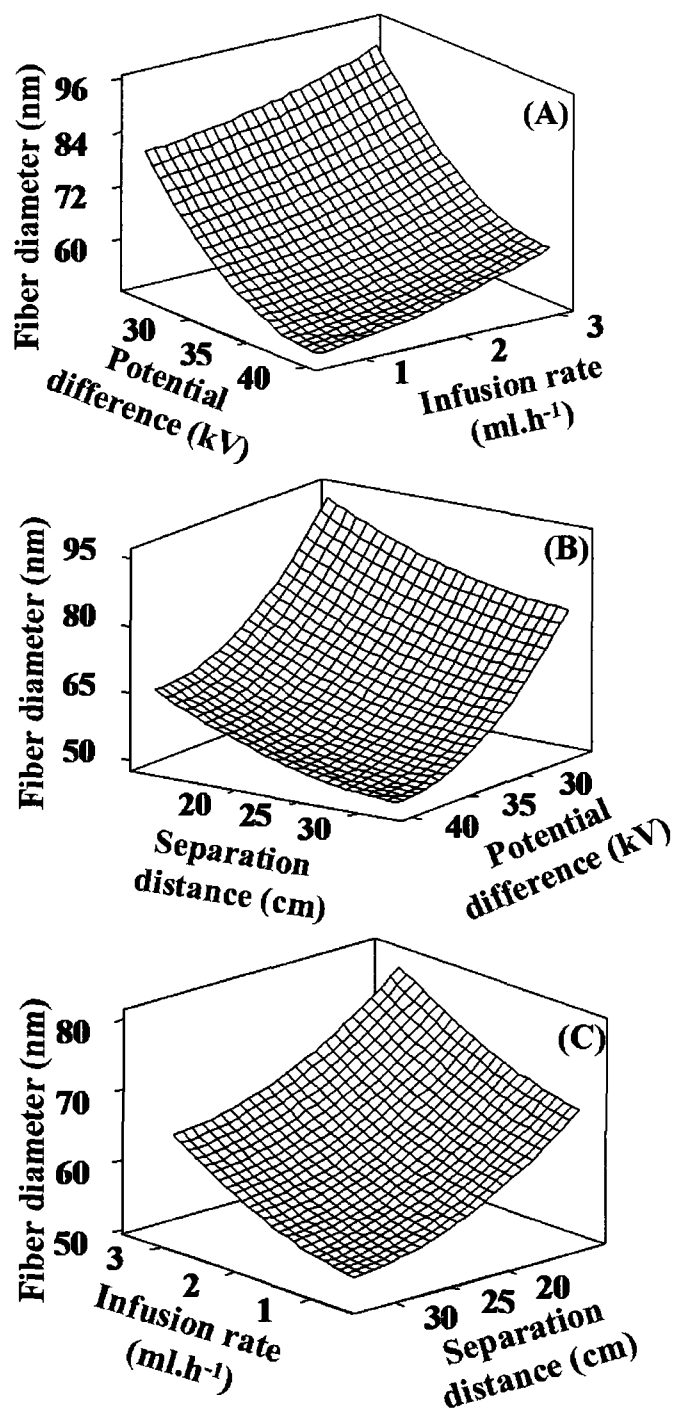 (A)
Fiber diameter (nm)
96
84
72
60
30
35
40
Potential
difference (kV)
1
2
3
Infusion rate
(ml.h-1)
(B)
Fiber diameter (nm)
95
80
65
50
20
25
30
Separation
distance (cm)
40
35
30
Potential
difference (kV)
(C)
Fiber diameter (nm)
80
70
60
50
3
2
1
Infusion rate
(ml.h-1)
30
25
20
Separation
distance (cm)